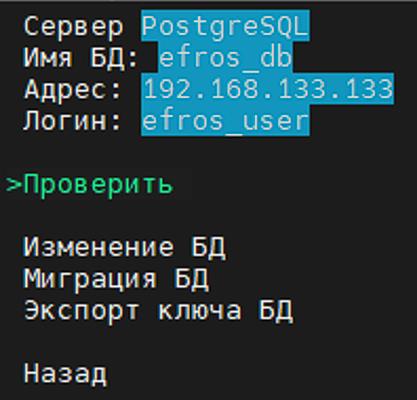 Сервер PostgreSQL
Имя БД: efros_db
Адрес: 192.168.133.133
Логин: efros_user
>Проверить
Изменение БД
Миграция БД
Экспорт ключа БД
Назад